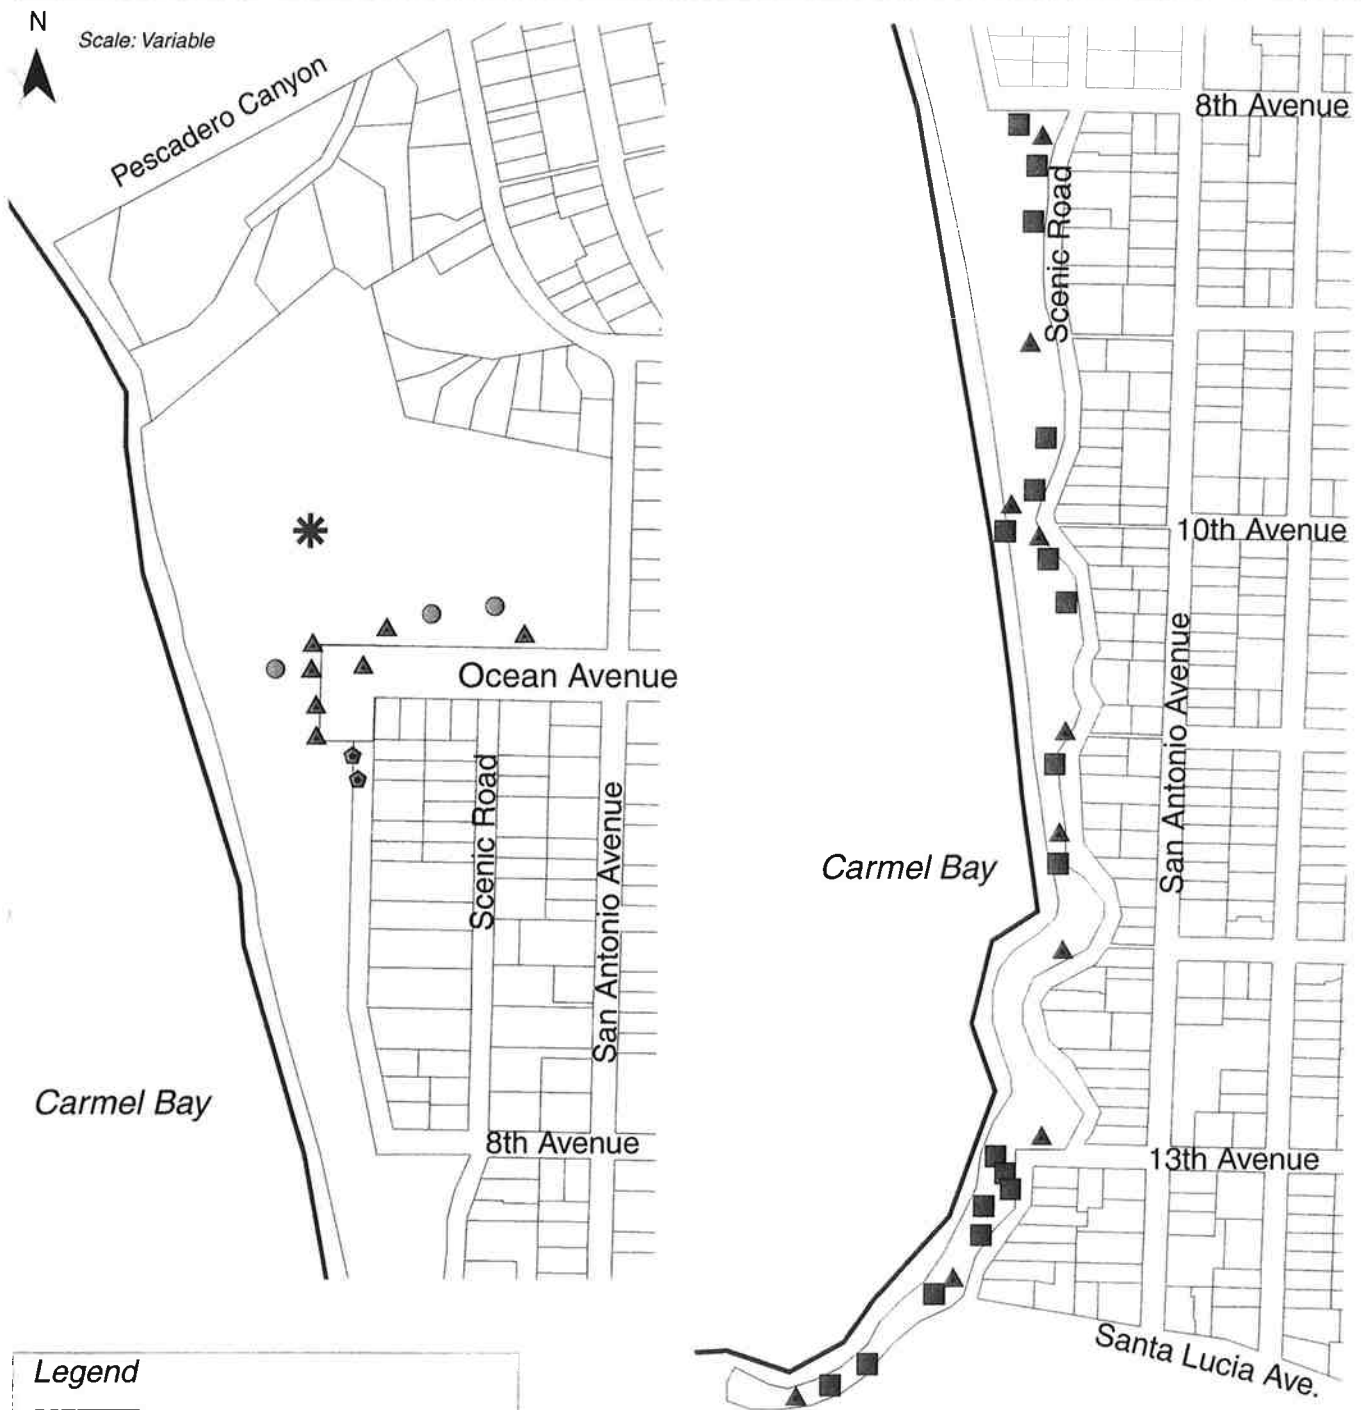 N
Scale: Variable
Pescadero Canyon
Ocean Avenue
Scenic Road
San Antonio Avenue
Carmel Bay
8th Avenue
Legend
8th Avenue
Scenic Road
10th Avenue
San Antonio Avenue
Carmel Bay
13th Avenue
Santa Lucia Ave.